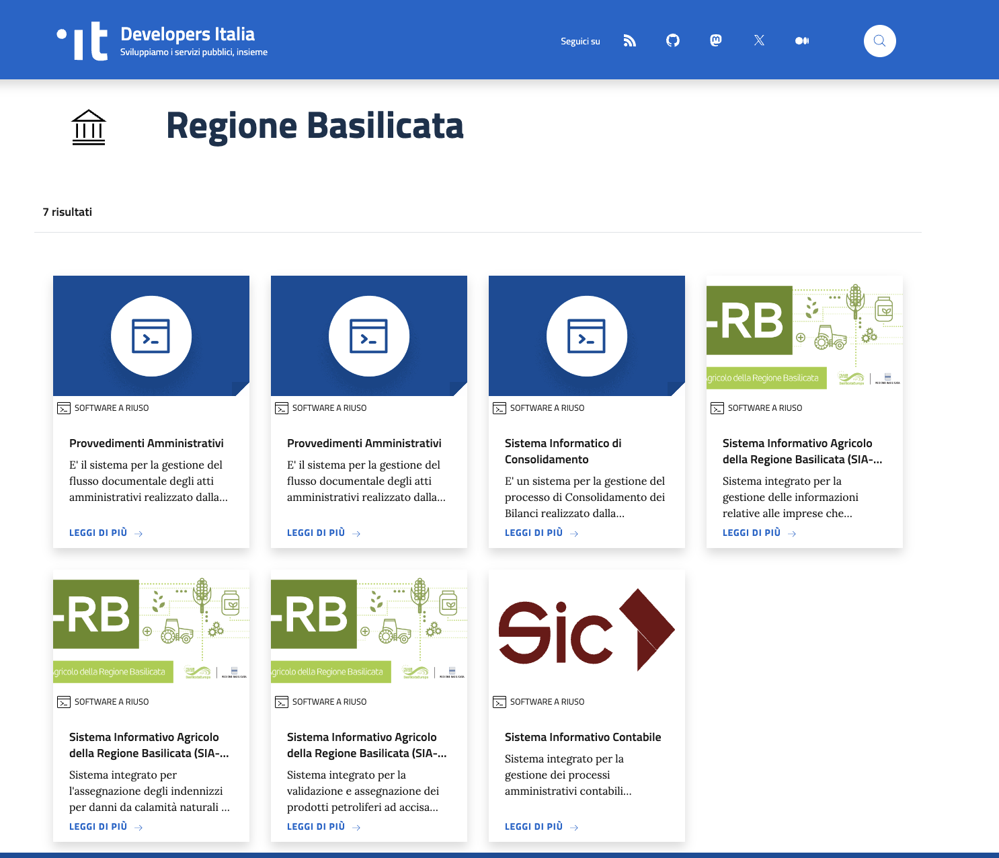 Developers Italia
Sviluppiamo i servizi pubblici, insieme
Seguici su
Regione Basilicata
7 risultati
SOFTWARE A RIUSO
Provvedimenti Amministrativi
E' il sistema per la gestione del
flusso documentale degli atti
amministrativi realizzato dalla...
LEGGI DI PIÙ
SOFTWARE A RIUSO
Provvedimenti Amministrativi
E' il sistema per la gestione del
flusso documentale degli atti
amministrativi realizzato dalla...
LEGGI DI PIÙ
SOFTWARE A RIUSO
Sistema Informatico di
Consolidamento
E' un sistema per la gestione del
processo di Consolidamento dei
Bilanci realizzato dalla...
LEGGI DI PIÙ
-RB
gricolo della Regione Basilicata
REGIONE BASILICATA
SOFTWARE A RIUSO
Sistema Informativo Agricolo
della Regione Basilicata (SIA-...
Sistema integrato per la
gestione delle informazioni
relative alle imprese che...
LEGGI DI PIÙ
-RB
gricolo della Regione Basilicata
REGIONE BASILICATA
SOFTWARE A RIUSO
Sistema Informativo Agricolo
della Regione Basilicata (SIA-...
Sistema integrato per
l'assegnazione degli indennizzi
per danni da calamità naturali ...
LEGGI DI PIÙ
-RB
gricolo della Regione Basilicata
REGIONE BASILICATA
SOFTWARE A RIUSO
Sistema Informativo Agricolo
della Regione Basilicata (SIA-...
Sistema integrato per la
validazione e assegnazione dei
prodotti petroliferi ad accisa...
LEGGI DI PIÙ
Sic
SOFTWARE A RIUSO
Sistema Informativo Contabile
Sistema integrato per la
gestione dei processi
amministrativi contabili...
LEGGI DI PIÙ